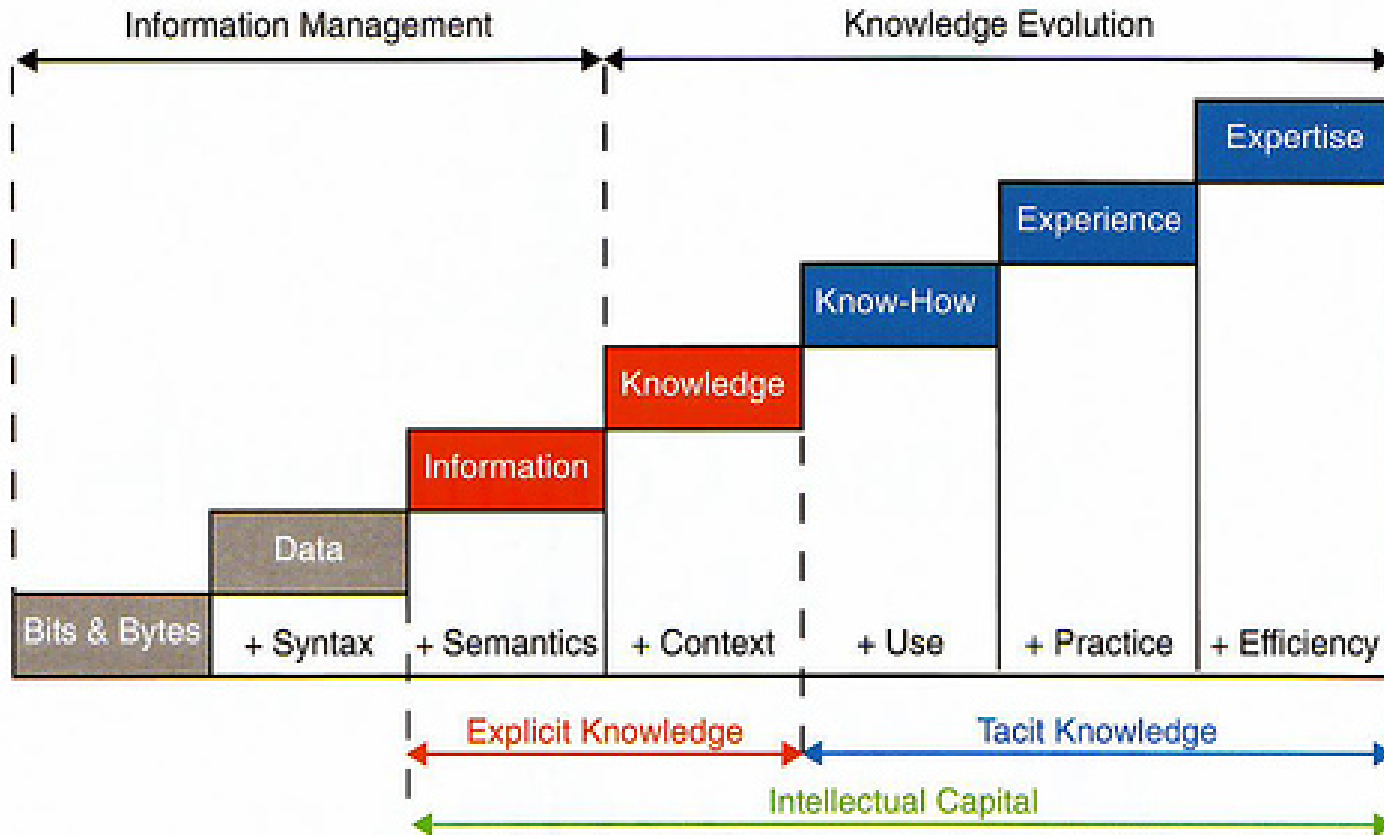 Information Management
Knowledge Evolution
Expertise
Experience
Know-How
Knowledge
Information
Data
Bits & Bytes
+ Syntax
+ Semantics
+ Context
+ Use
+ Practice
+ Efficiency
Explicit Knowledge
Tacit Knowledge
Intellectual Capital